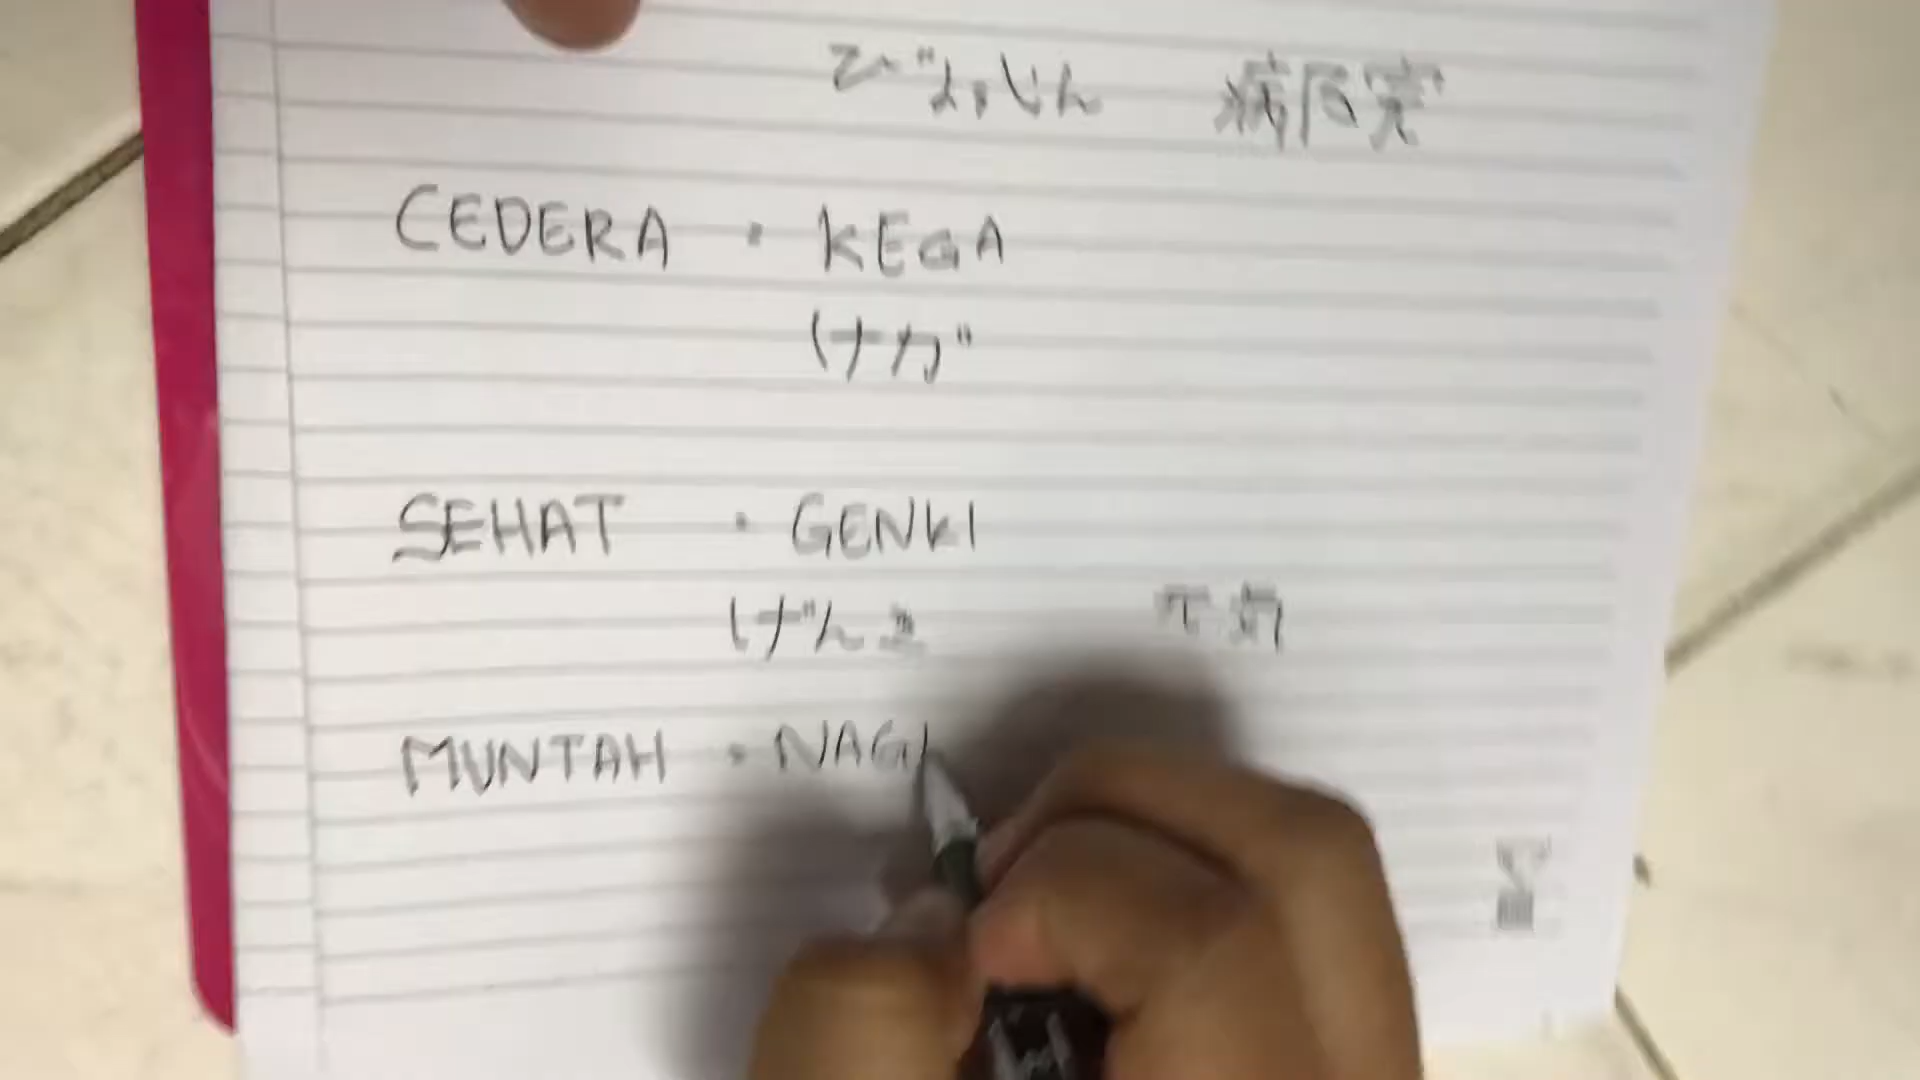 びょういん 病院
CEDERA • KEGA
けが
SEHAT • GENKI
げんき 元気
MUNTAH • NAGI